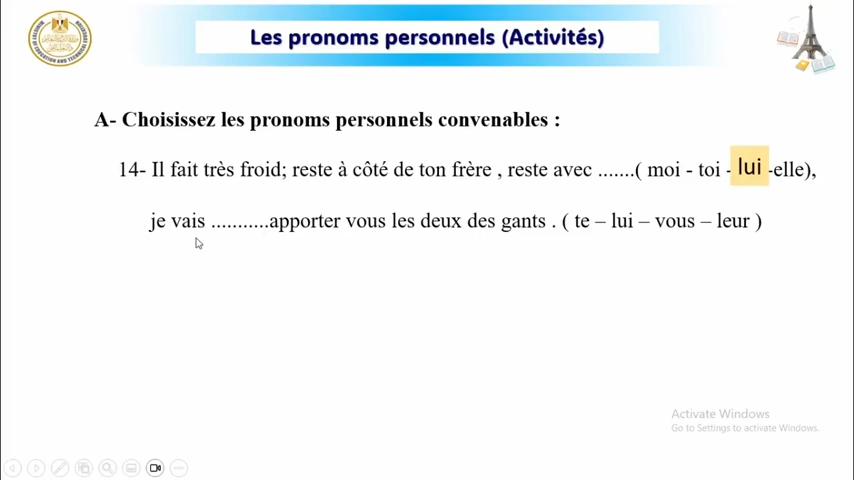 Les pronoms personnels (Activités)
A- Choisissez les pronoms personnels convenables :
14- Il fait très froid; reste à côté de ton frère , reste avec .......( moi - toi - lui -elle),
je vais ...........apporter vous les deux des gants . ( te – lui – vous – leur )
Activate Windows
Go to Settings to activate Windows.